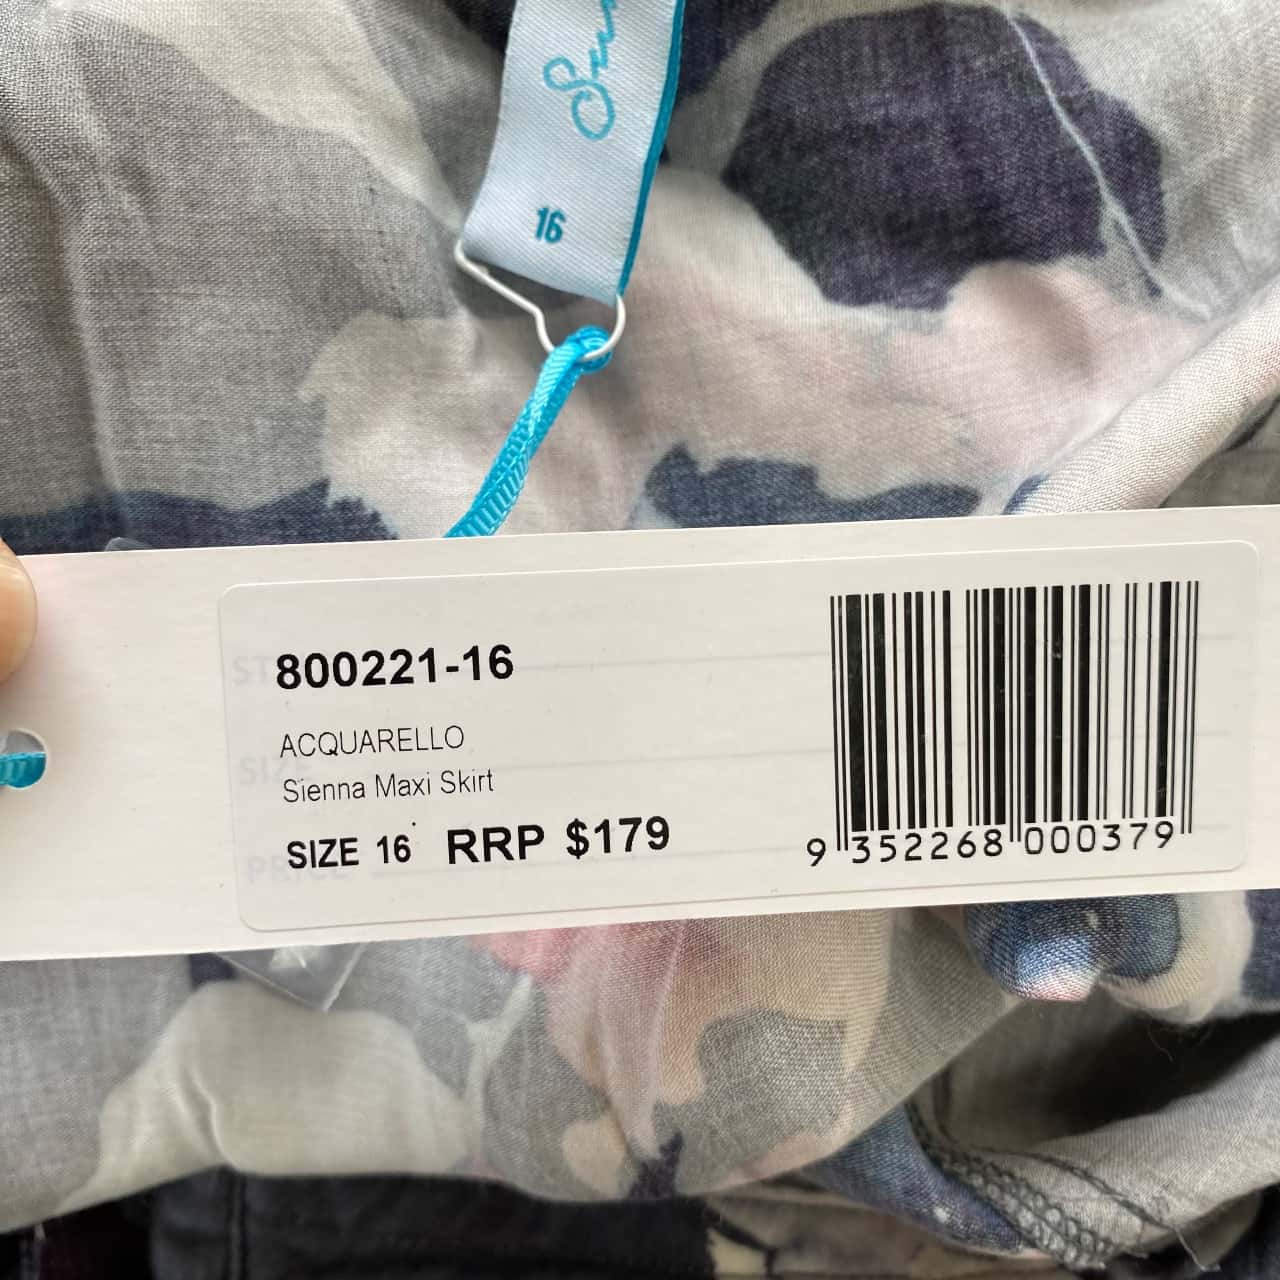 16
800221-16
ACQUARELLO
Sienna Maxi Skirt
SIZE 16 RRP $179
9 352268 000379